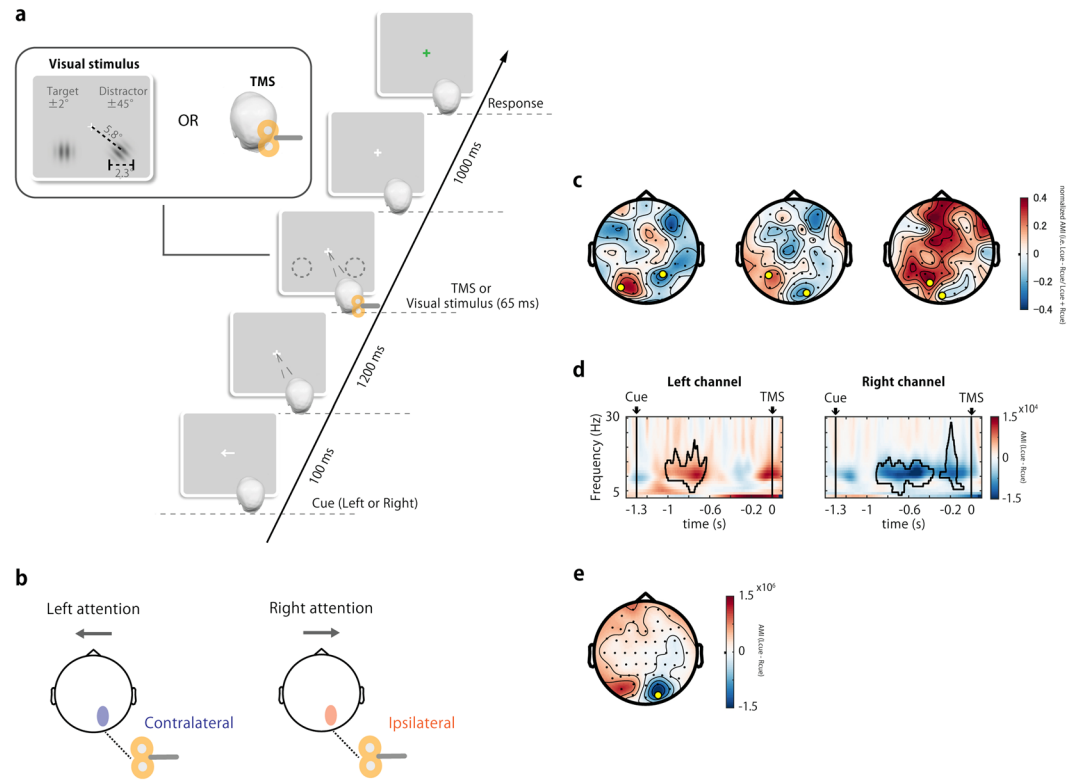 a
Visual stimulus
Target
±2°
Distractor
±45°
5.8°
2.3
OR
TMS
Response
1000 ms
TMS or
Visual stimulus (65 ms)
1200 ms
100 ms
Cue (Left or Right)
b
Left attention
Right attention
Contralateral
Ipsilateral
c
0.4
0.2
0
-0.2
-0.4
normalized AMI (i.e. Lcue - Rcue/ Lcue + Rcue)
d
Left channel
Right channel
Cue
TMS
Cue
TMS
Frequency (Hz)
30
5
-1.3
-1
-0.6
-0.2
0
time (s)
-1.3
-1
-0.6
-0.2
0
time (s)
1.5
x10⁴
0
-1.5
AMI (Lcue - Rcue)
e
1.5
x10⁶
0
-1.5
AMI (Lcue - Rcue)